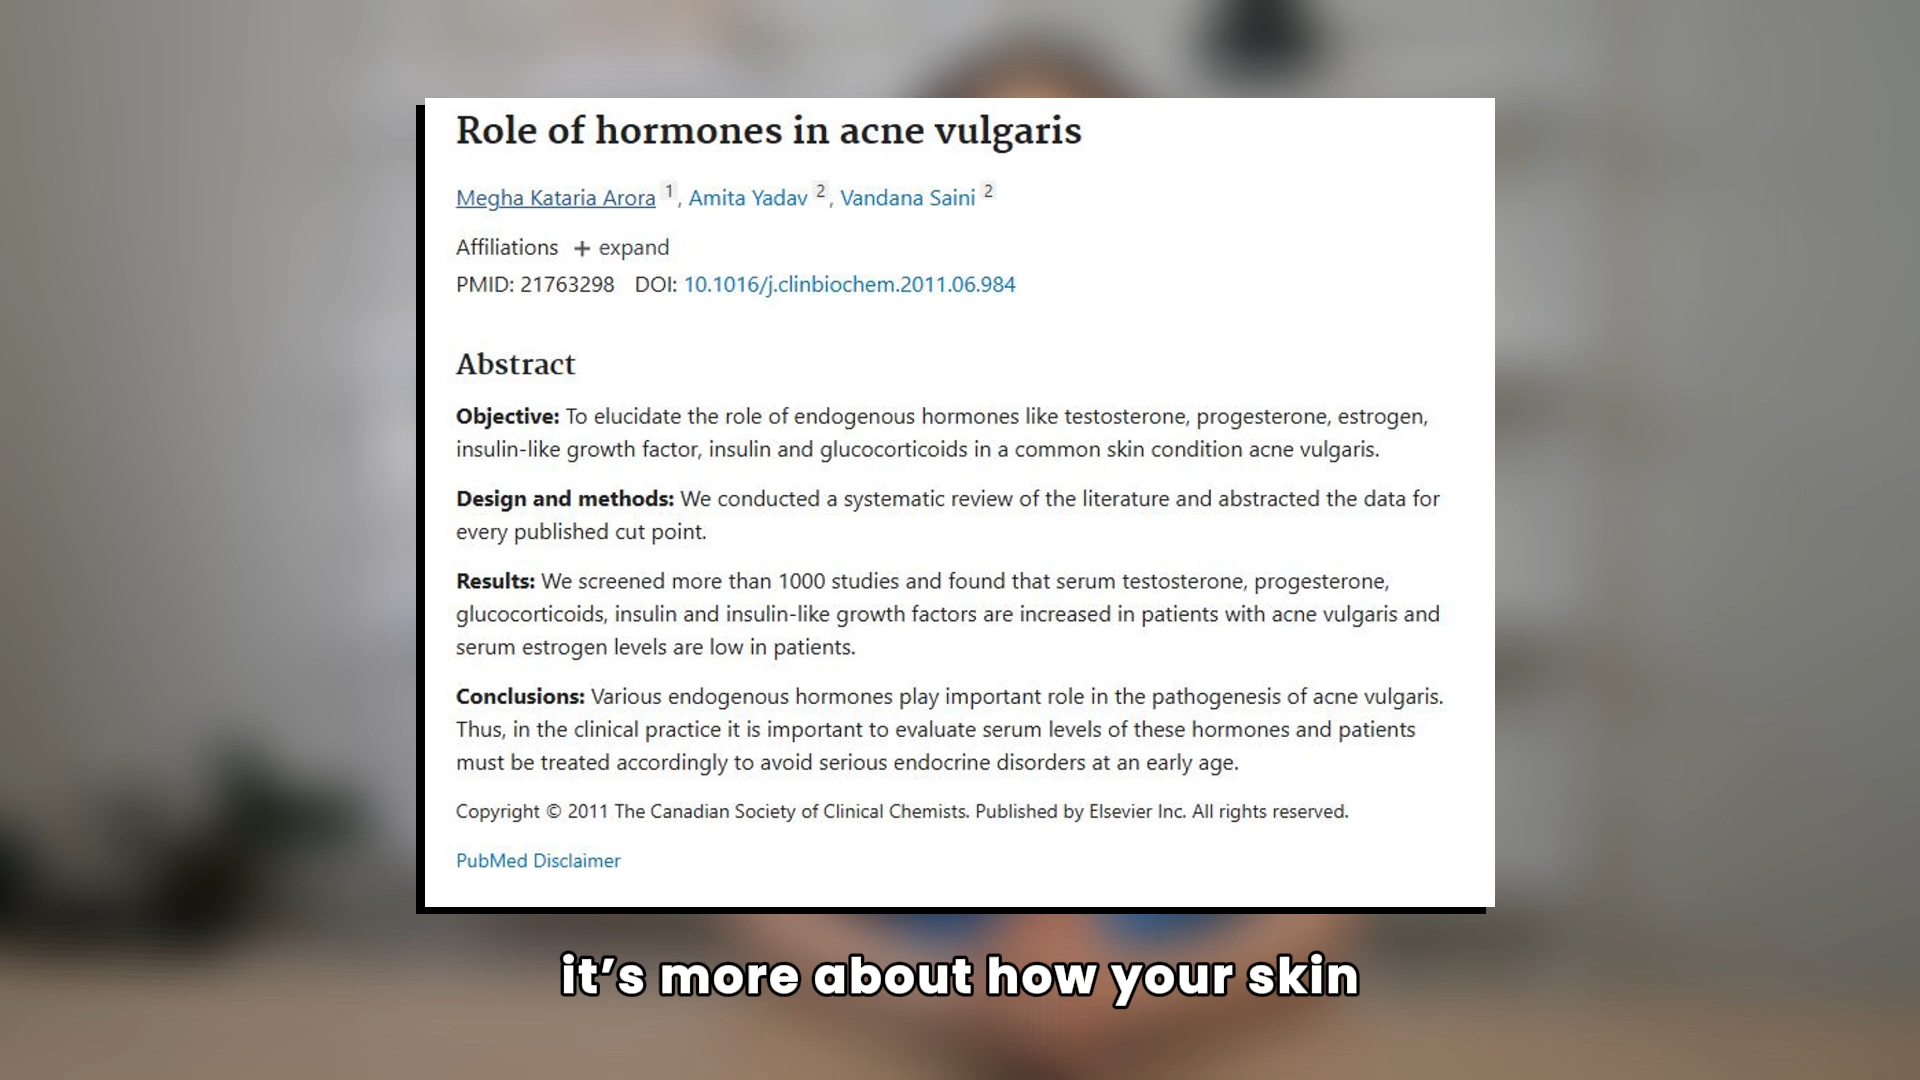 Role of hormones in acne vulgaris
Megha Kataria Arora 1, Amita Yadav 2, Vandana Saini 2
Affiliations + expand
PMID: 21763298 DOI: 10.1016/j.clinbiochem.2011.06.984
Abstract
Objective: To elucidate the role of endogenous hormones like testosterone, progesterone, estrogen,
insulin-like growth factor, insulin and glucocorticoids in a common skin condition acne vulgaris.
Design and methods: We conducted a systematic review of the literature and abstracted the data for
every published cut point.
Results: We screened more than 1000 studies and found that serum testosterone, progesterone,
glucocorticoids, insulin and insulin-like growth factors are increased in patients with acne vulgaris and
serum estrogen levels are low in patients.
Conclusions: Various endogenous hormones play important role in the pathogenesis of acne vulgaris.
Thus, in the clinical practice it is important to evaluate serum levels of these hormones and patients
must be treated accordingly to avoid serious endocrine disorders at an early age.
Copyright © 2011 The Canadian Society of Clinical Chemists. Published by Elsevier Inc. All rights reserved.
PubMed Disclaimer
it's more about how your skin